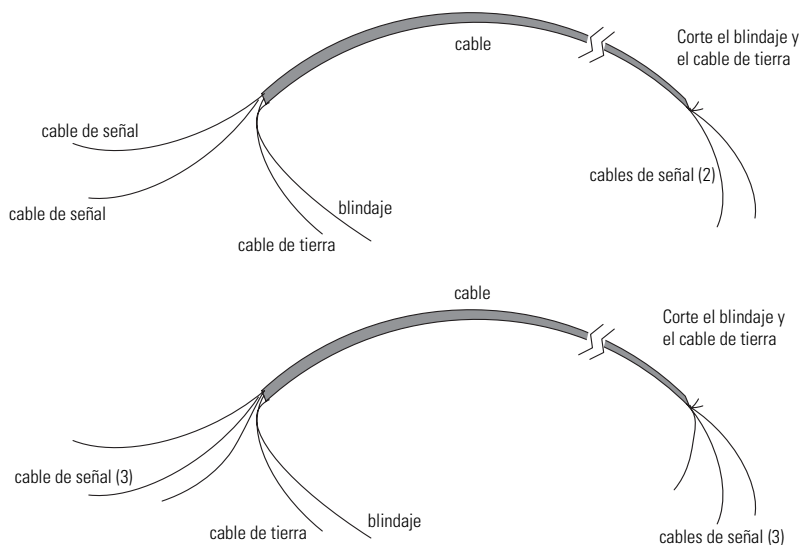 cable
Corte el blindaje y
el cable de tierra
cable de señal
cables de señal (2)
cable de señal
blindaje
cable de tierra
cable
Corte el blindaje y
el cable de tierra
cable de señal (3)
blindaje
cable de tierra
cables de señal (3)